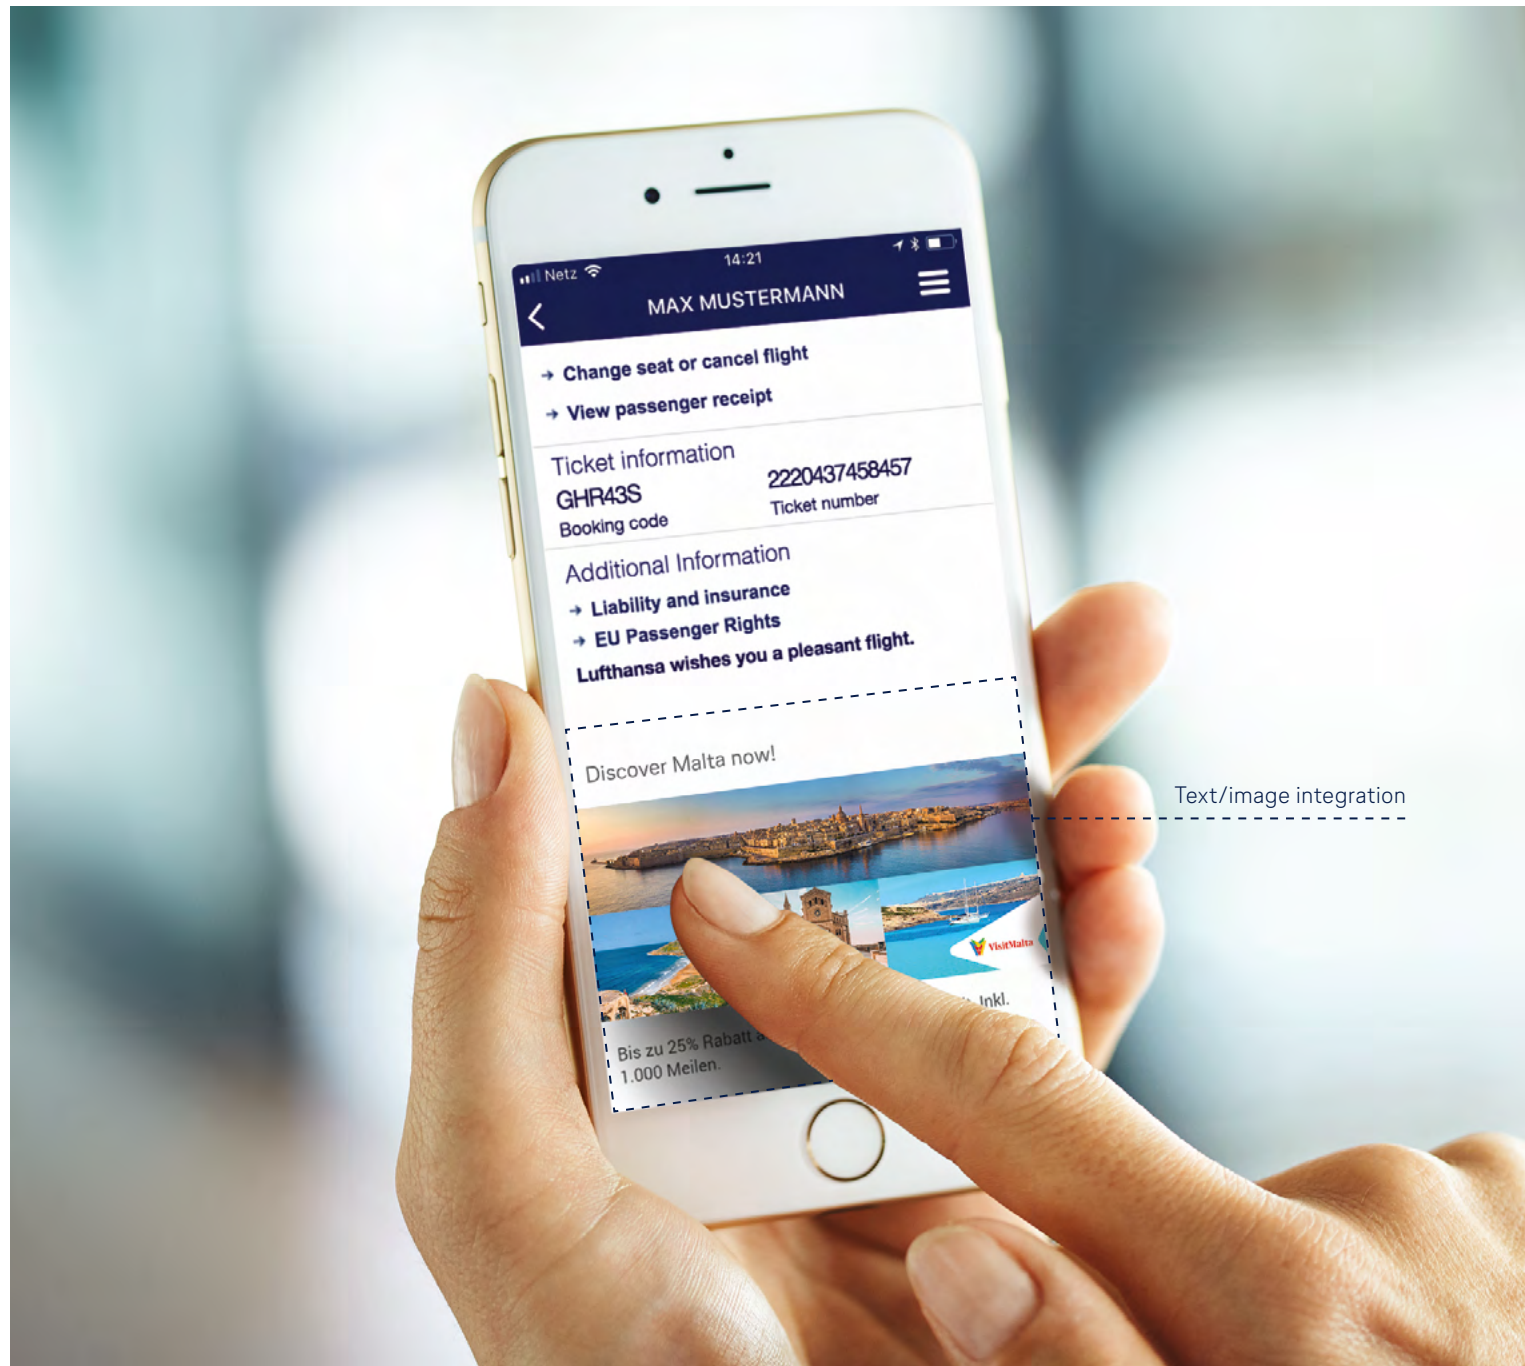 Netz
14:21
MAX MUSTERMANN
→ Change seat or cancel flight
→ View passenger receipt
Ticket information
GHR43S 2220437458457
Booking code Ticket number
Additional Information
→ Liability and insurance
→ EU Passenger Rights
Lufthansa wishes you a pleasant flight.
Discover Malta now!
VisitMalta
Bis zu 25% Rabatt Inkl.
1.000 Meilen.
Text/image integration